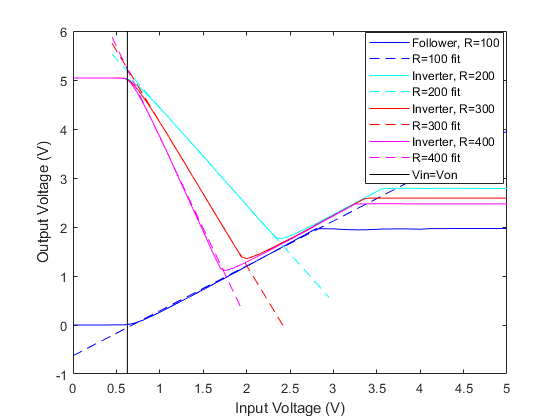 6
5
4
3
2
1
0
-1
0 0.5 1 1.5 2 2.5 3 3.5 4 4.5 5
Output Voltage (V)
Input Voltage (V)
Follower, R=100
R=100 fit
Inverter, R=200
R=200 fit
Inverter, R=300
R=300 fit
Inverter, R=400
R=400 fit
Vin=Von